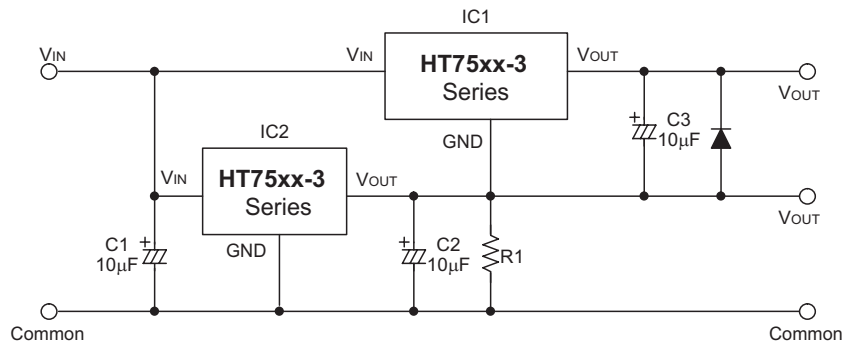 IC1
VIN
VIN
HT75xx-3
Series
VOUT
VOUT
GND
C3
10μF
IC2
VIN
HT75xx-3
Series
VOUT
VOUT
GND
C1
10μF
C2
10μF
R1
Common
Common